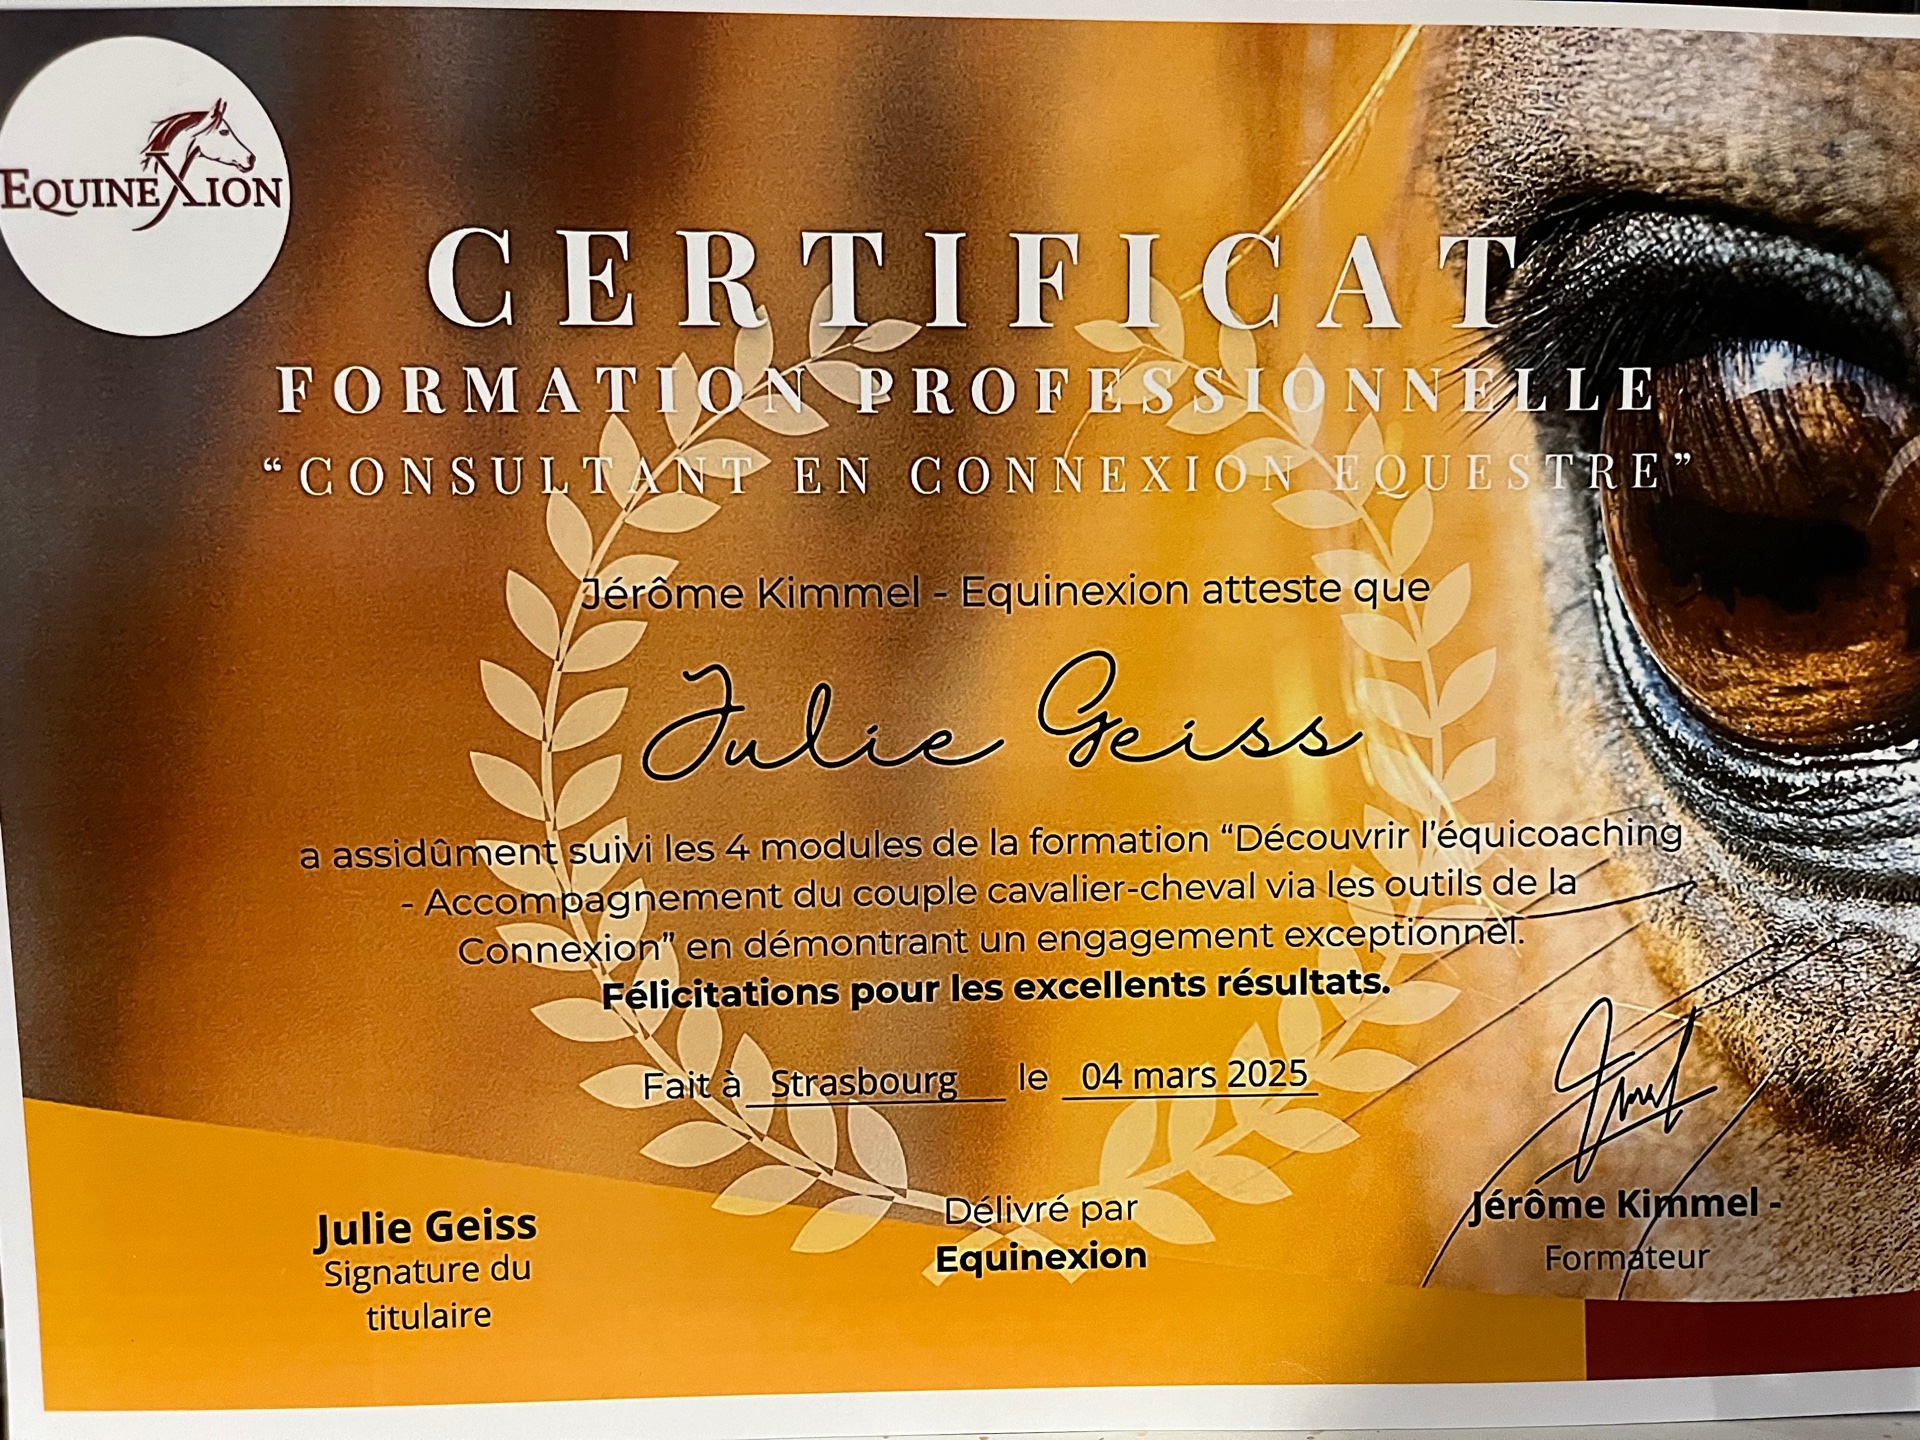 EQUINEXION
CERTIFICAT
FORMATION PROFESSIONNELLE
“CONSULTANT EN CONNEXION EQUESTRE”
Jérôme Kimmel - Equinexion atteste que
Julie Geiss
a assidûment suivi les 4 modules de la formation “Découvrir l’équicoaching
- Accompagnement du couple cavalier-cheval via les outils de la
Connexion” en démontrant un engagement exceptionnel.
Félicitations pour les excellents résultats.
Fait à Strasbourg le 04 mars 2025
Julie Geiss
Signature du
titulaire
Délivré par
Equinexion
Jérôme Kimmel -
Formateur